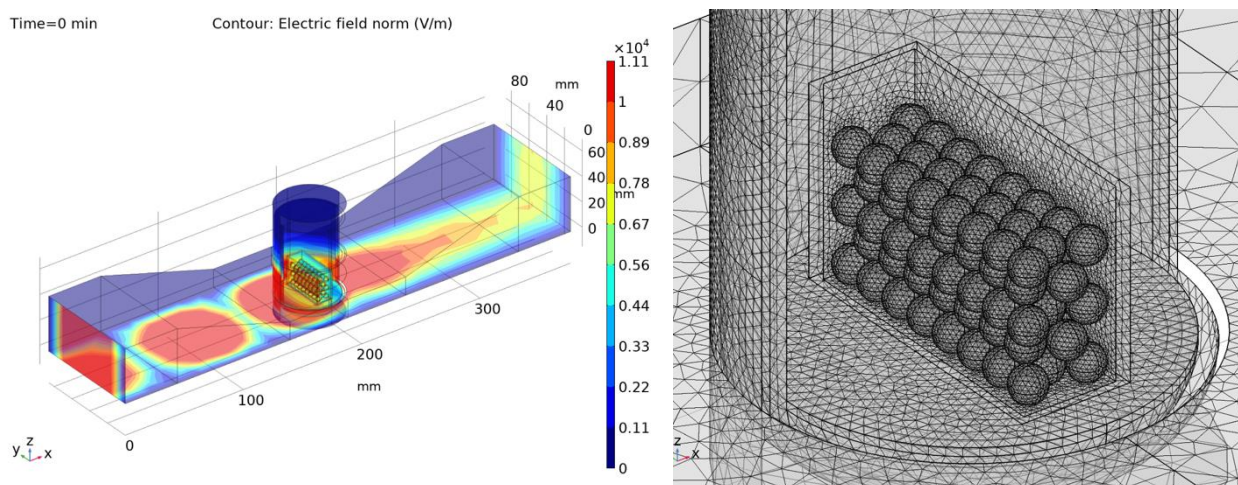 Time=0 min
Contour: Electric field norm (V/m)
×10⁴
1.11
1
0.89
0.78
0.67
0.56
0.44
0.33
0.22
0.11
0
80
mm
40
0
60
40
mm
20
0
300
200
mm
100
0
y z x
z
x